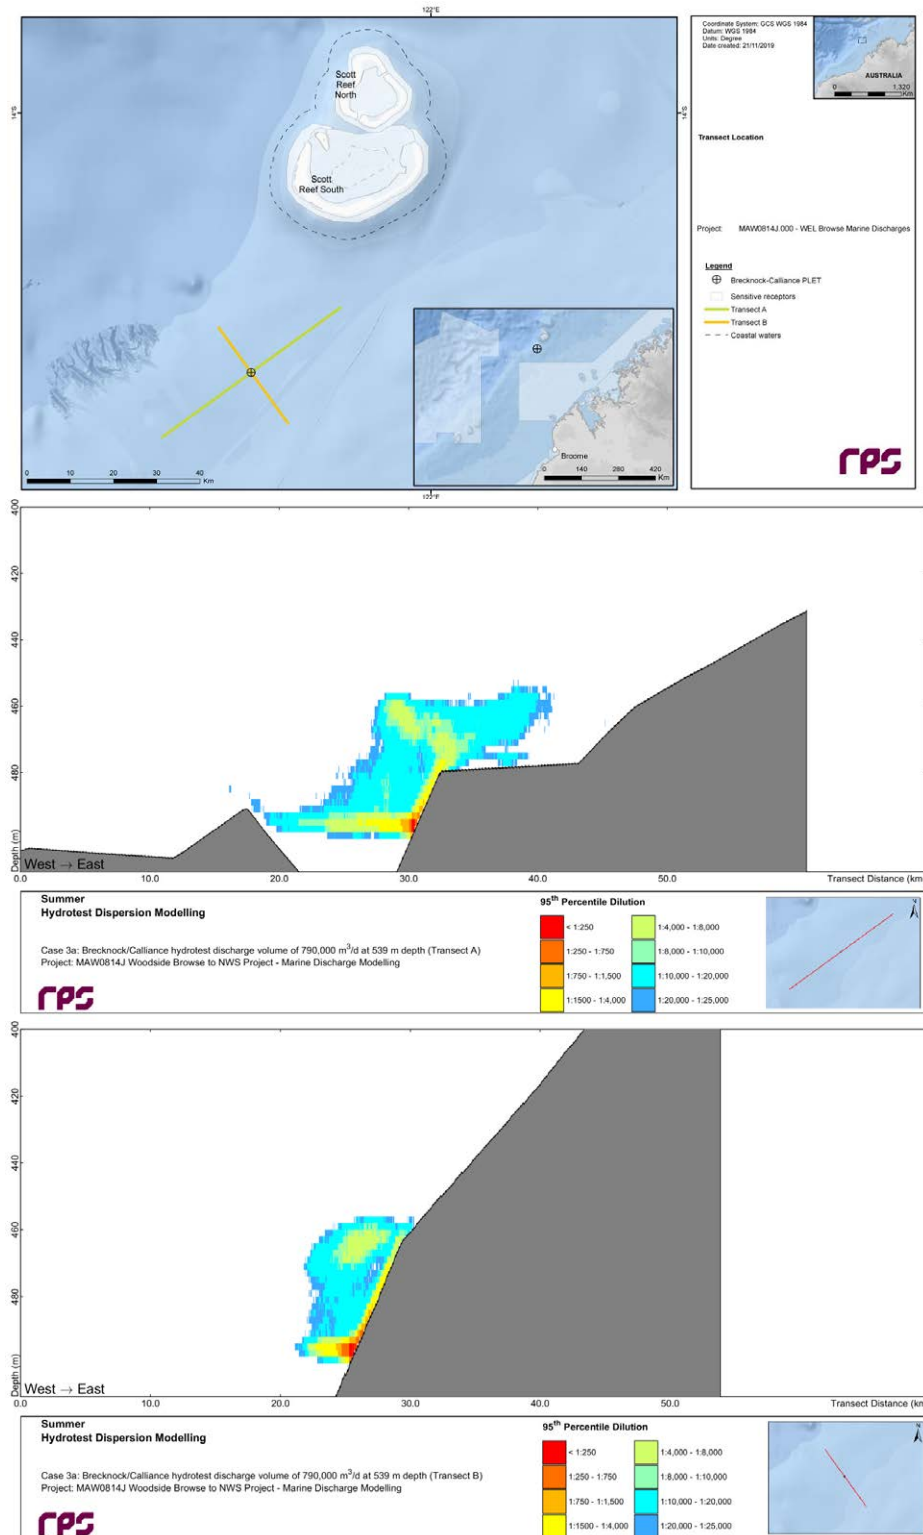 122°E
Scott
Reef
North
Scott
Reef South
14°S
14°S
Broome
0 140 280 420
Km
0 10 20 30 40
Km
122°E
Coordinate System: GCS WGS 1984
Datum: WGS 1984
Units: Degree
Date created: 21/11/2019
AUSTRALIA
0 1,320
Km
Transect Location
Project: MAW0814J.000 - WEL Browse Marine Discharges
Legend
Brecknock-Calliance PLET
Sensitive receptors
Transect A
Transect B
Coastal waters
rps
400
420
440
460
480
Depth (m)
West → East
0.0 10.0 20.0 30.0 40.0 50.0 Transect Distance (km
Summer
Hydrotest Dispersion Modelling
Case 3a: Brecknock/Calliance hydrotest discharge volume of 790,000 m³/d at 539 m depth (Transect A)
Project: MAW0814J Woodside Browse to NWS Project - Marine Discharge Modelling
rps
95th Percentile Dilution
< 1:250
1:250 - 1:750
1:750 - 1:1,500
1:1500 - 1:4,000
1:4,000 - 1:8,000
1:8,000 - 1:10,000
1:10,000 - 1:20,000
1:20,000 - 1:25,000
N
400
420
440
460
480
Depth (m)
West → East
0.0 10.0 20.0 30.0 40.0 50.0 Transect Distance (km
Summer
Hydrotest Dispersion Modelling
Case 3a: Brecknock/Calliance hydrotest discharge volume of 790,000 m³/d at 539 m depth (Transect B)
Project: MAW0814J Woodside Browse to NWS Project - Marine Discharge Modelling
rps
95th Percentile Dilution
< 1:250
1:250 - 1:750
1:750 - 1:1,500
1:1500 - 1:4,000
1:4,000 - 1:8,000
1:8,000 - 1:10,000
1:10,000 - 1:20,000
1:20,000 - 1:25,000
N